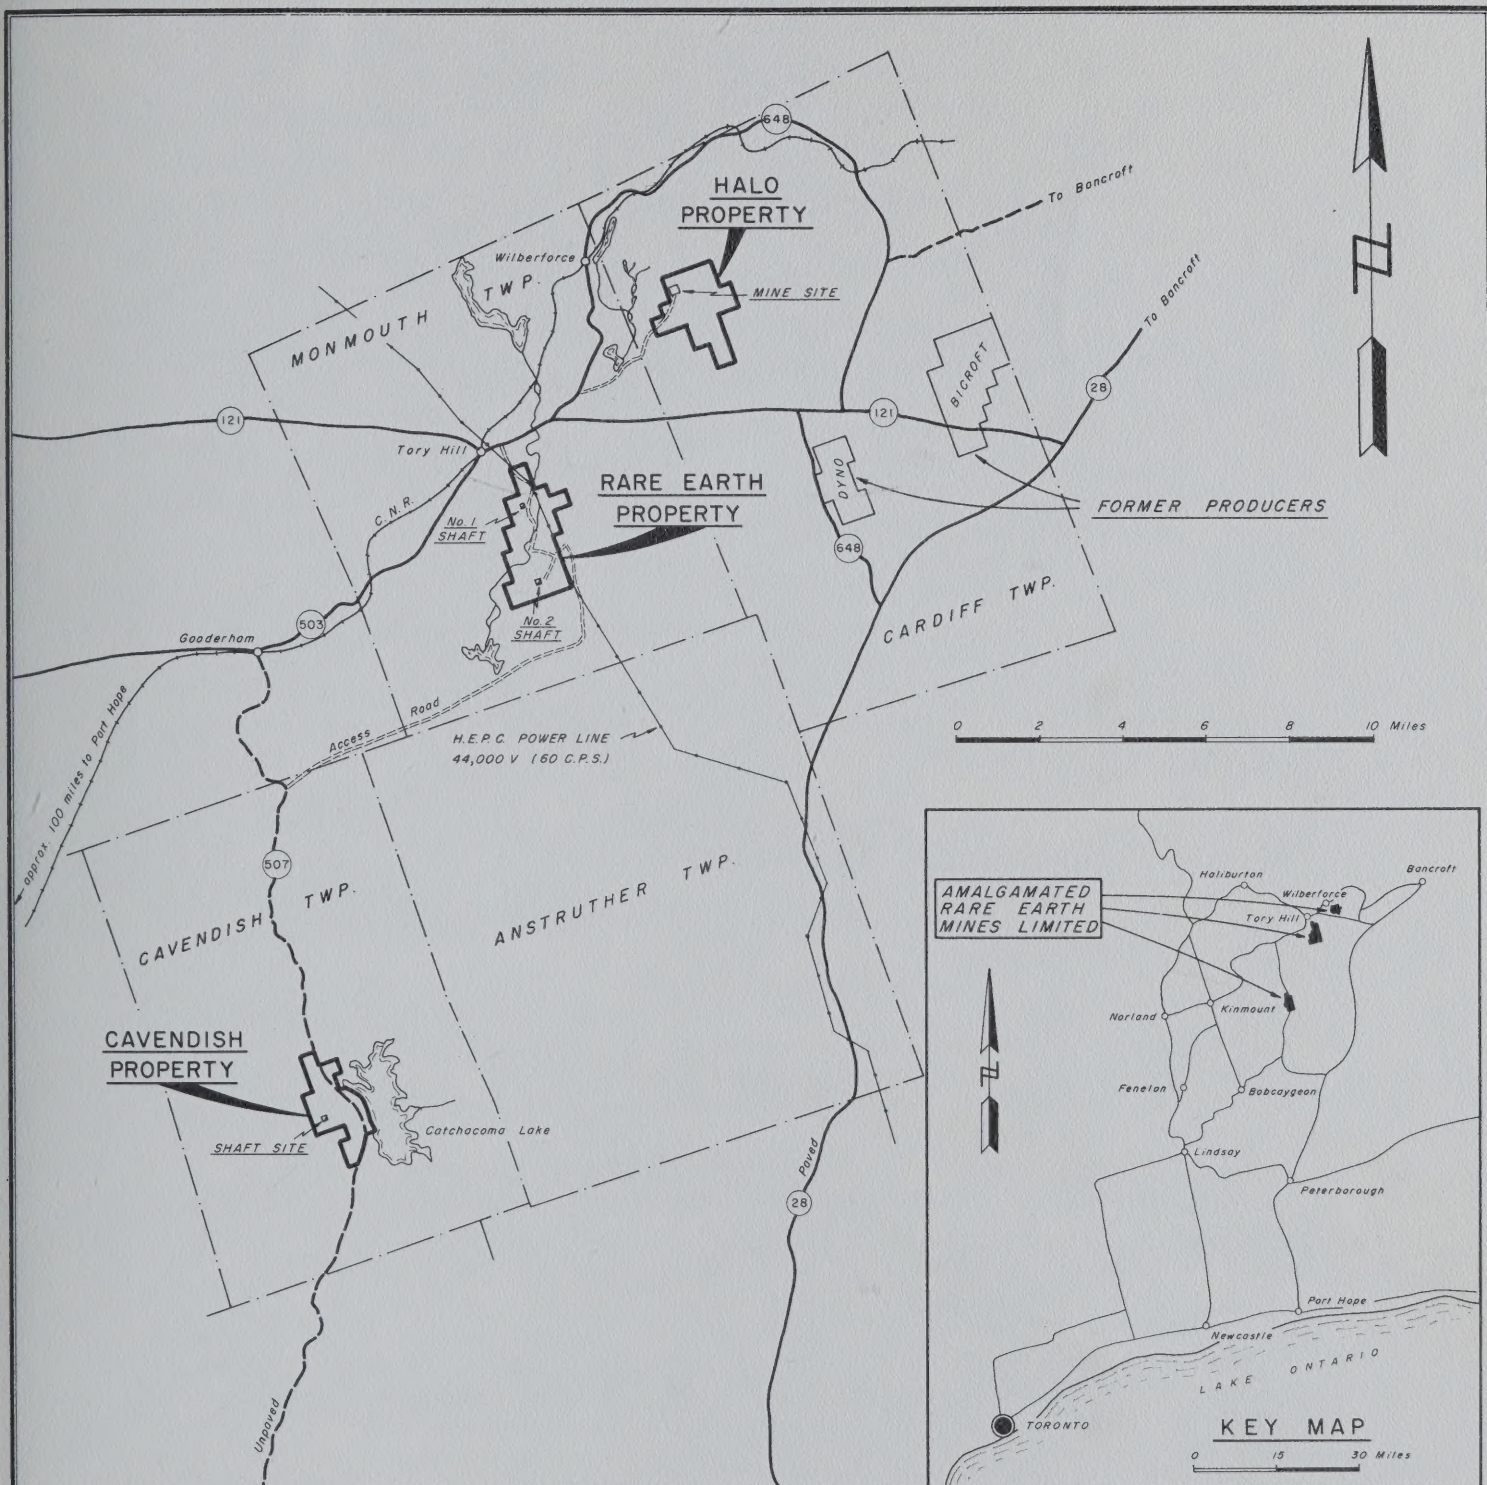 648
HALO
PROPERTY
To Bancroft
Wilberforce
MONMOUTH TWP.
MINE SITE
To Bancroft
BICROFT
28
121
121
Tory Hill
DYNO
RARE EARTH
PROPERTY
C.N.R.
No.1
SHAFT
FORMER PRODUCERS
648
No.2
SHAFT
503
Gooderham
CARDIFF TWP.
approx. 100 miles to Port Hope
Access Road
H.E.P.C. POWER LINE
44,000 V (60 C.P.S.)
0 2 4 6 8 10 Miles
507
CAVENDISH TWP.
ANSTRUTHER TWP.
CAVENDISH
PROPERTY
SHAFT SITE
Catchacoma Lake
Paved
28
Unpaved
AMALGAMATED
RARE EARTH
MINES LIMITED
Haliburton
Wilberforce
Bancroft
Tory Hill
Norland
Kinmount
Fenelon
Bobcaygeon
Lindsay
Peterborough
Port Hope
Newcastle
LAKE ONTARIO
TORONTO
KEY MAP
0 15 30 Miles